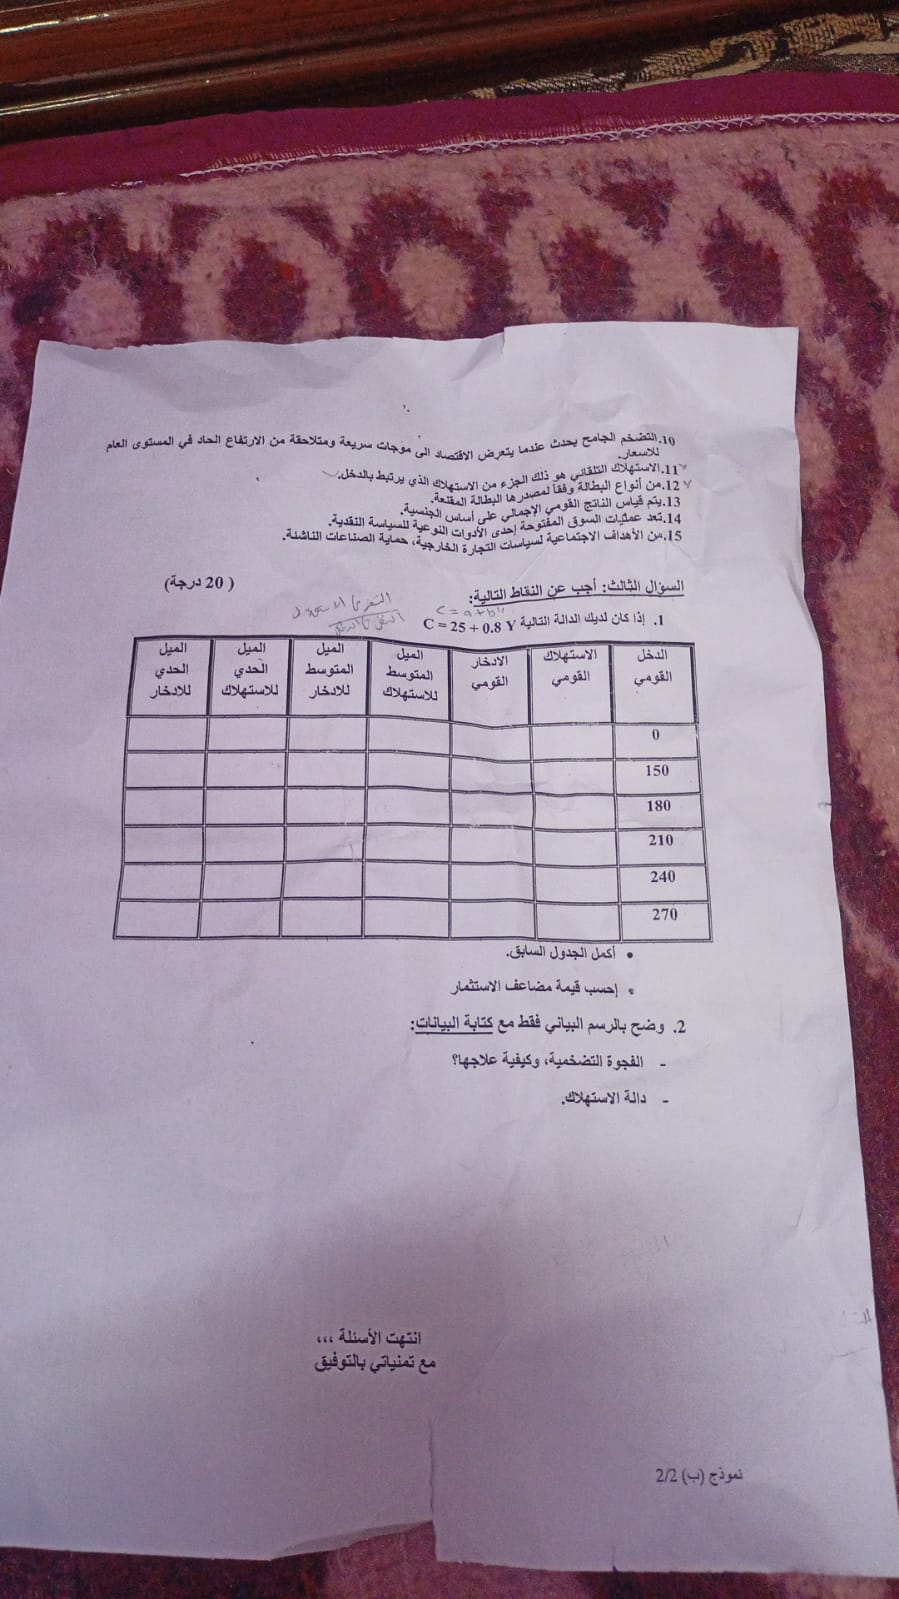 10.التضخم الجامح يحدث عندما يتعرض الاقتصاد الى موجات سريعة ومتلاحقة من الارتفاع الحاد في المستوى العام
للاسعار.
11.الاستهلاك التلقائي هو ذلك الجزء من الاستهلاك الذي يرتبط بالدخل.
12.من أنواع البطالة وفقاً لمصدرها البطالة المقنعة.
13.يتم قياس الناتج القومي الإجمالي على أساس الجنسية.
14.تعد عمليات السوق المفتوحة إحدى الأدوات النوعية للسياسة النقدية.
15.من الأهداف الاجتماعية لسياسات التجارة الخارجية، حماية الصناعات الناشئة.
السؤال الثالث: أجب عن النقاط التالية: ( 20 درجة)
1. إذا كان لديك الدالة التالية C = 25 + 0.8 Y
الدخل القومي الاستهلاك القومي الادخار القومي الميل المتوسط للاستهلاك الميل المتوسط للادخار الميل الحدي للاستهلاك الميل الحدي للادخار
0
150
180
210
240
270
• أكمل الجدول السابق.
• إحسب قيمة مضاعف الاستثمار
2. وضح بالرسم البياني فقط مع كتابة البيانات:
- الفجوة التضخمية، وكيفية علاجها؟
- دالة الاستهلاك.
انتهت الأسئلة ،،،
مع تمنياتي بالتوفيق
نموذج (ب) 2/2